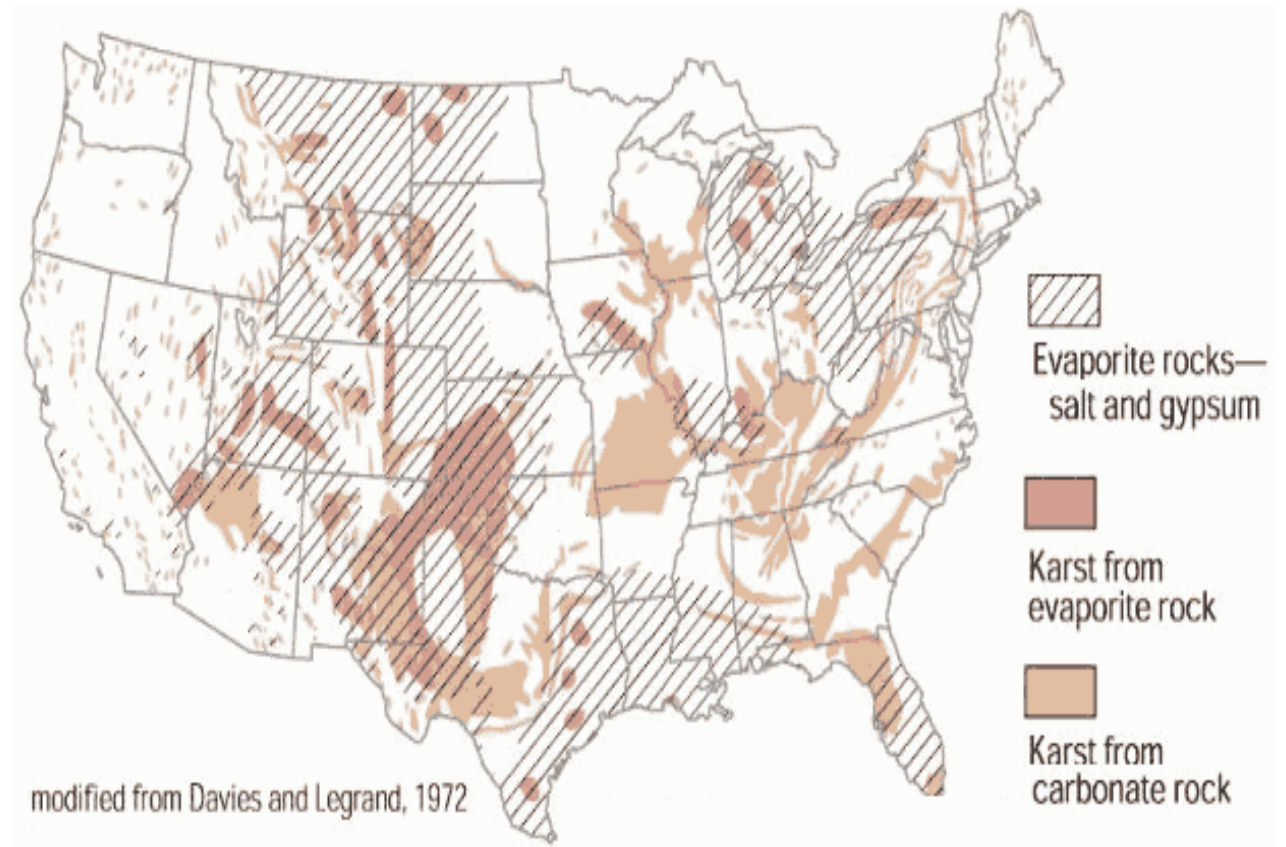 Evaporite rocks—
salt and gypsum
Karst from
evaporite rock
Karst from
carbonate rock
modified from Davies and Legrand, 1972